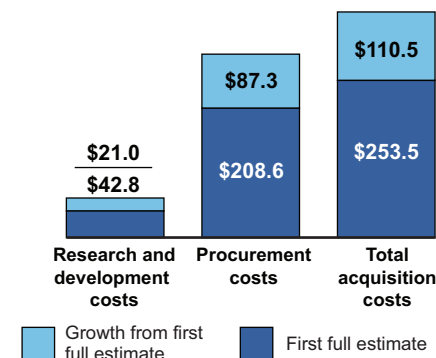 $110.5
$87.3
$21.0
$42.8
$208.6
$253.5
Research and
development
costs
Procurement
costs
Total
acquisition
costs
Growth from first
full estimate
First full estimate